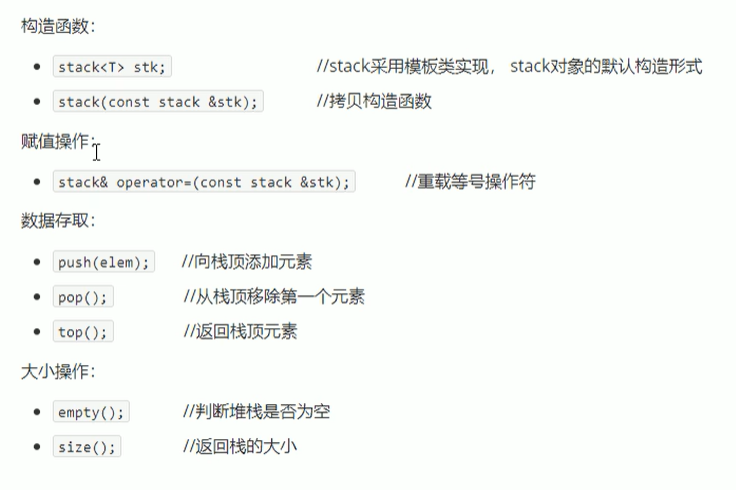 构造函数：
stack<T> stk; //stack采用模板类实现， stack对象的默认构造形式
stack(const stack &stk); //拷贝构造函数
赋值操作：
stack& operator=(const stack &stk); //重载等号操作符
数据存取：
push(elem); //向栈顶添加元素
pop(); //从栈顶移除第一个元素
top(); //返回栈顶元素
大小操作：
empty(); //判断堆栈是否为空
size(); //返回栈的大小